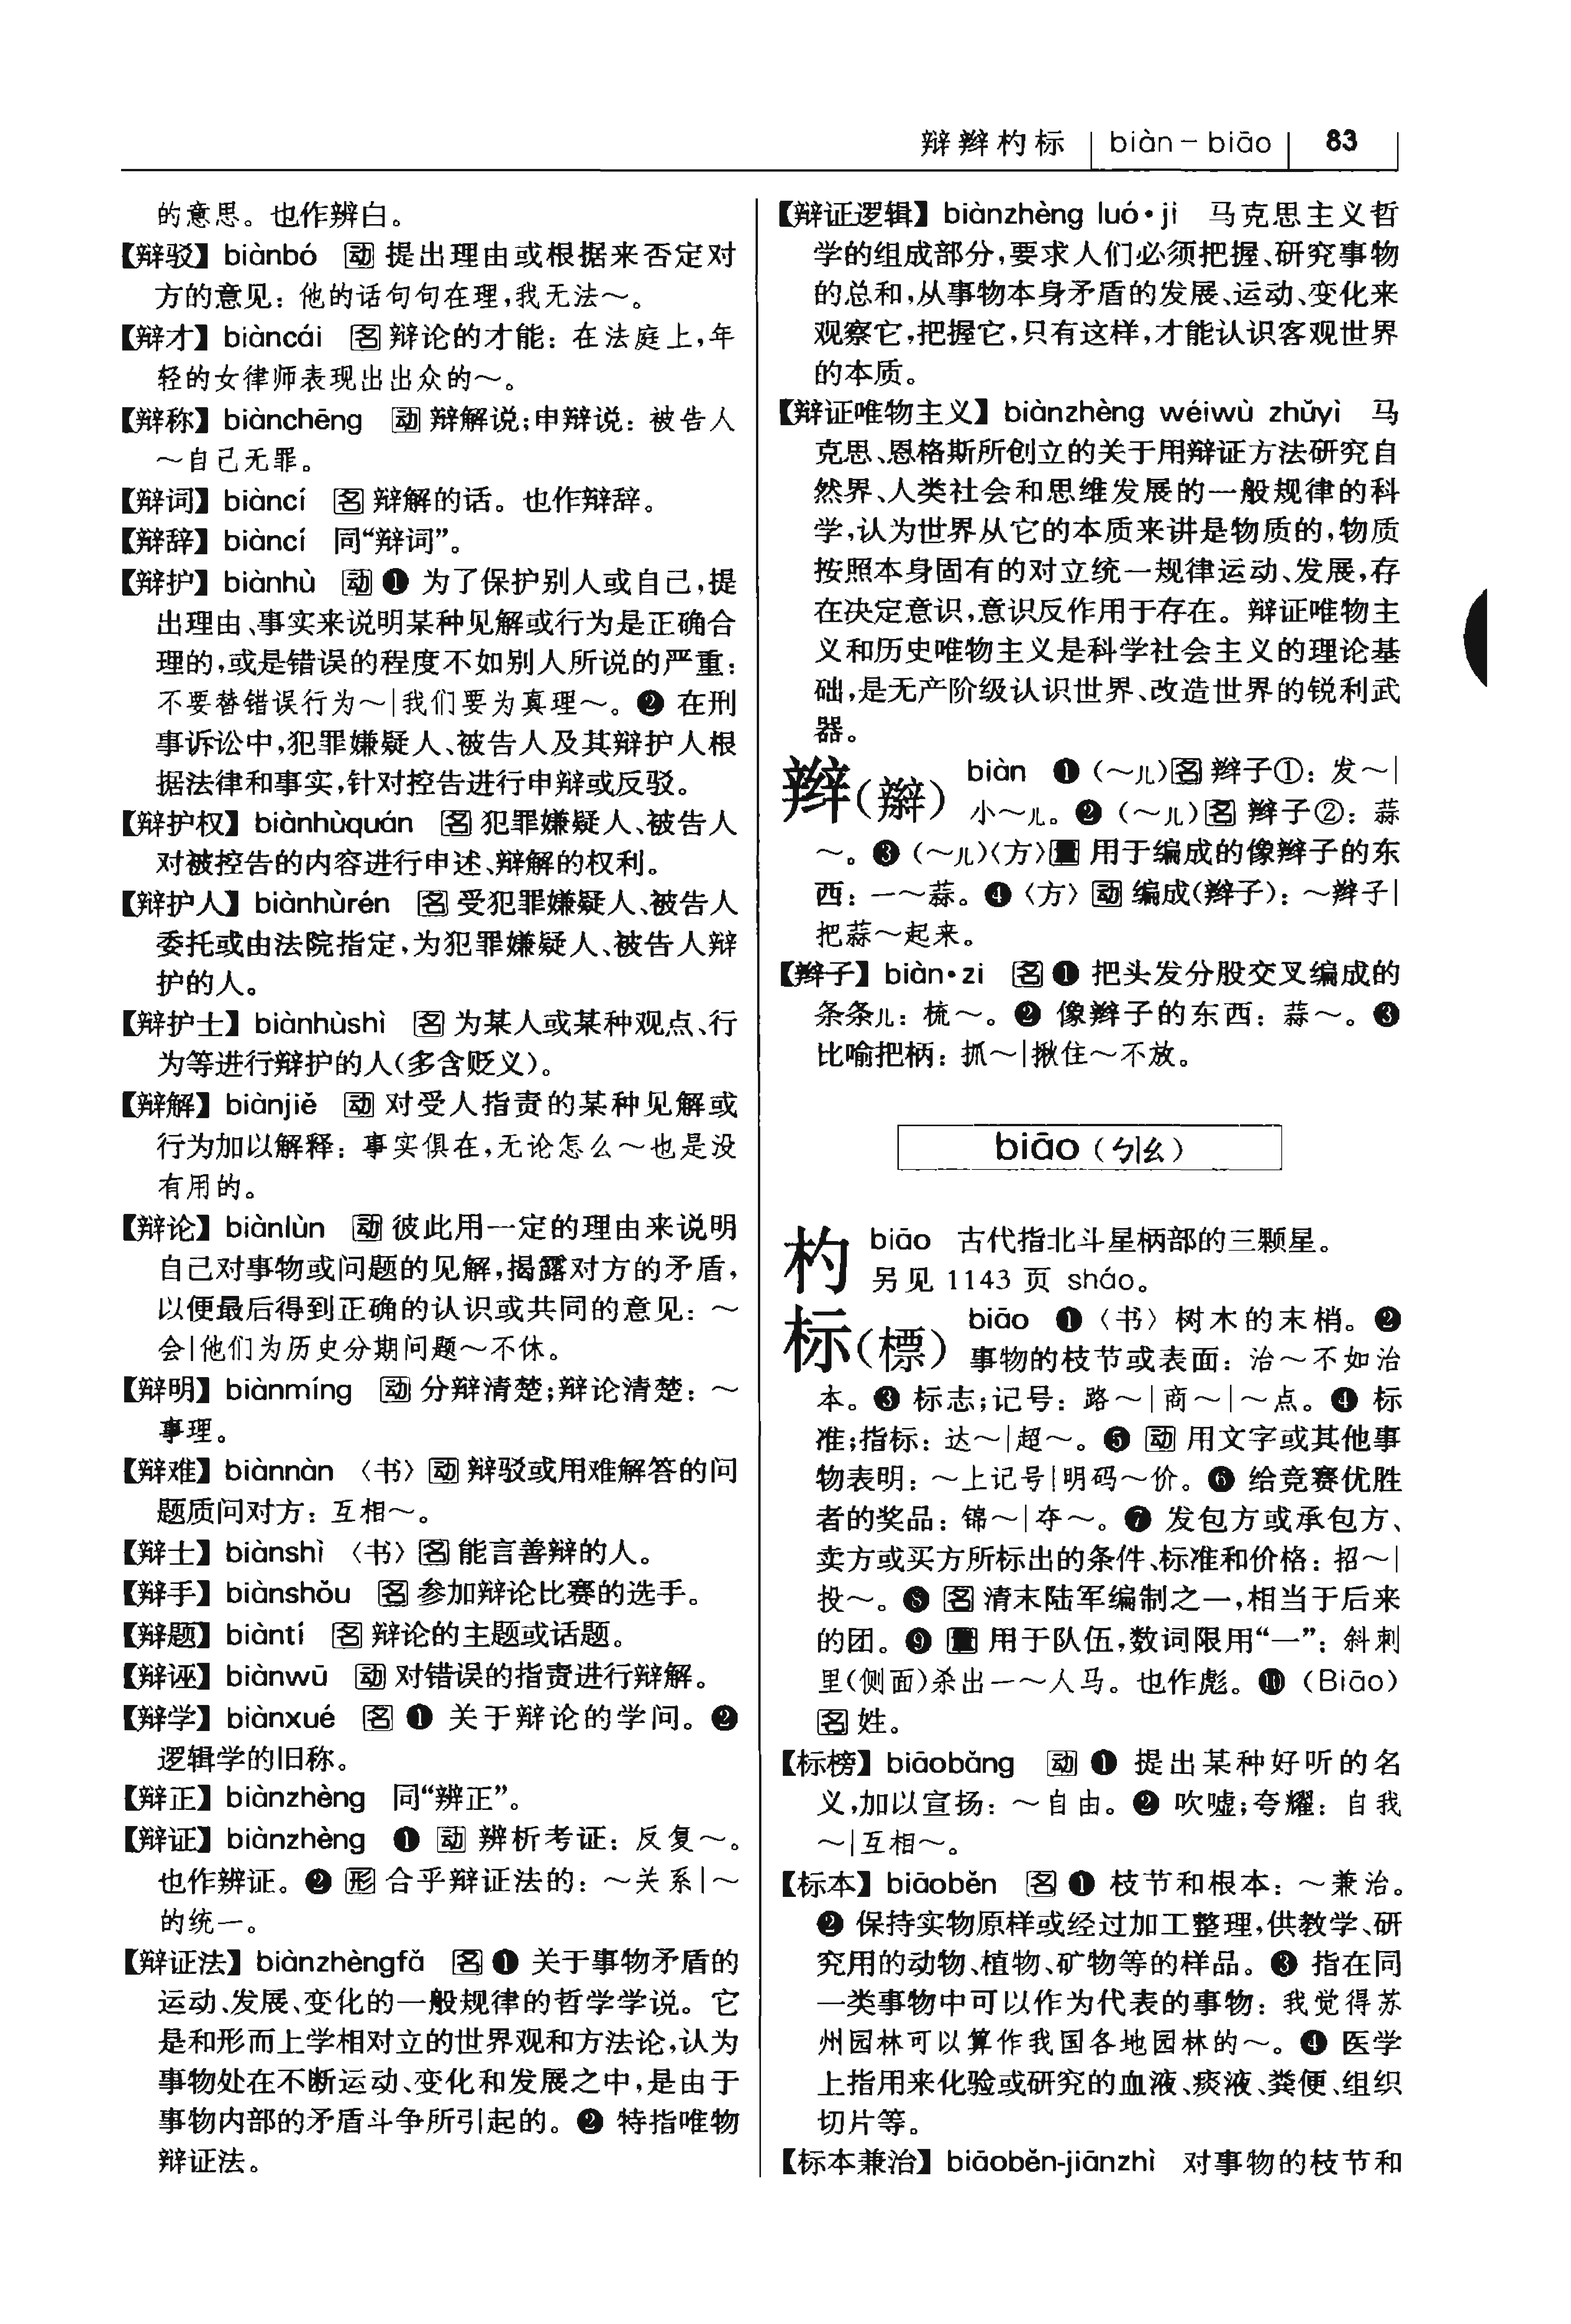 辩辫杓标 biàn－biāo 83
的意思。也作辨白。
【辩驳】 biànbó 动 提出理由或根据来否定对
方的意见：他的话句句在理，我无法～。
【辩才】 biàncái 名 辩论的才能：在法庭上，年
轻的女律师表现出出众的～。
【辩称】 biànchēng 动 辩解说；申辩说：被告人
～自己无罪。
【辩词】 biàncí 名 辩解的话。也作辩辞。
【辩辞】 biàncí 同“辩词”。
【辩护】 biànhù 动 ❶ 为了保护别人或自己，提
出理由、事实来说明某种见解或行为是正确合
理的，或是错误的程度不如别人所说的严重：
不要替错误行为～|我们要为真理～。❷ 在刑
事诉讼中，犯罪嫌疑人、被告人及其辩护人根
据法律和事实，针对控告进行申辩或反驳。
【辩护权】 biànhùquán 名 犯罪嫌疑人、被告人
对被控告的内容进行申述、辩解的权利。
【辩护人】 biànhùrén 名 受犯罪嫌疑人、被告人
委托或由法院指定，为犯罪嫌疑人、被告人辩
护的人。
【辩护士】 biànhùshì 名 为某人或某种观点、行
为等进行辩护的人（多含贬义）。
【辩解】 biànjiě 动 对受人指责的某种见解或
行为加以解释：事实俱在，无论怎么～也是没
有用的。
【辩论】 biànlùn 动 彼此用一定的理由来说明
自己对事物或问题的见解，揭露对方的矛盾，
以便最后得到正确的认识或共同的意见：～
会|他们为历史分期问题～不休。
【辩明】 biànmíng 动 分辩清楚；辩论清楚：～
事理。
【辩难】 biànnàn 〈书〉 动 辩驳或用难解答的问
题质问对方：互相～。
【辩士】 biànshì 〈书〉 名 能言善辩的人。
【辩手】 biànshǒu 名 参加辩论比赛的选手。
【辩题】 biàntí 名 辩论的主题或话题。
【辩诬】 biànwū 动 对错误的指责进行辩解。
【辩学】 biànxué 名 ❶ 关于辩论的学问。❷
逻辑学的旧称。
【辩正】 biànzhèng 同“辨正”。
【辩证】 biànzhèng ❶ 动 辨析考证：反复～。
也作辨证。❷ 形 合乎辩证法的：～关系|～
的统一。
【辩证法】 biànzhèngfǎ 名 ❶ 关于事物矛盾的
运动、发展、变化的一般规律的哲学学说。它
是和形而上学相对立的世界观和方法论，认为
事物处在不断运动、变化和发展之中，是由于
事物内部的矛盾斗争所引起的。❷ 特指唯物
辩证法。
【辩证逻辑】 biànzhèng luó·jí 马克思主义哲
学的组成部分，要求人们必须把握、研究事物
的总和，从事物本身矛盾的发展、运动、变化来
观察它，把握它，只有这样，才能认识客观世界
的本质。
【辩证唯物主义】 biànzhèng wéiwù zhǔyì 马
克思、恩格斯所创立的关于用辩证方法研究自
然界、人类社会和思维发展的一般规律的科
学，认为世界从它的本质来讲是物质的，物质
按照本身固有的对立统一规律运动、发展，存
在决定意识，意识反作用于存在。辩证唯物主
义和历史唯物主义是科学社会主义的理论基
础，是无产阶级认识世界、改造世界的锐利武
器。
辫（辮） biàn ❶（～儿）名 辫子①：发～|
小～儿。❷（～儿）名 辫子②：蒜
～。❸（～儿）〈方〉量 用于编成的像辫子的东
西：一～蒜。❹〈方〉动 编成（辫子）：～辫子|
把蒜～起来。
【辫子】 biàn·zi 名 ❶ 把头发分股交叉编成的
条条儿：梳～。❷ 像辫子的东西：蒜～。❸
比喻把柄：抓～|揪住～不放。
biāo（ㄅㄧㄠ）
杓 biāo 古代指北斗星柄部的三颗星。
另见 1143 页 sháo。
标（標） biāo ❶〈书〉树木的末梢。❷
事物的枝节或表面：治～不如治
本。❸ 标志；记号：路～|商～|～点。❹ 标
准；指标：达～|超～。❺ 动 用文字或其他事
物表明：～上记号|明码～价。❻ 给竞赛优胜
者的奖品：锦～|夺～。❼ 发包方或承包方、
卖方或买方所标出的条件、标准和价格：招～|
投～。❽ 名 清末陆军编制之一，相当于后来
的团。❾ 量 用于队伍，数词限用“一”：斜刺
里（侧面）杀出一～人马。也作彪。❿（Biāo）
名 姓。
【标榜】 biāobǎng 动 ❶ 提出某种好听的名
义，加以宣扬：～自由。❷ 吹嘘；夸耀：自我
～|互相～。
【标本】 biāoběn 名 ❶ 枝节和根本：～兼治。
❷ 保持实物原样或经过加工整理，供教学、研
究用的动物、植物、矿物等的样品。❸ 指在同
一类事物中可以作为代表的事物：我觉得苏
州园林可以算作我国各地园林的～。❹ 医学
上指用来化验或研究的血液、痰液、粪便、组织
切片等。
【标本兼治】 biāoběn-jiānzhì 对事物的枝节和